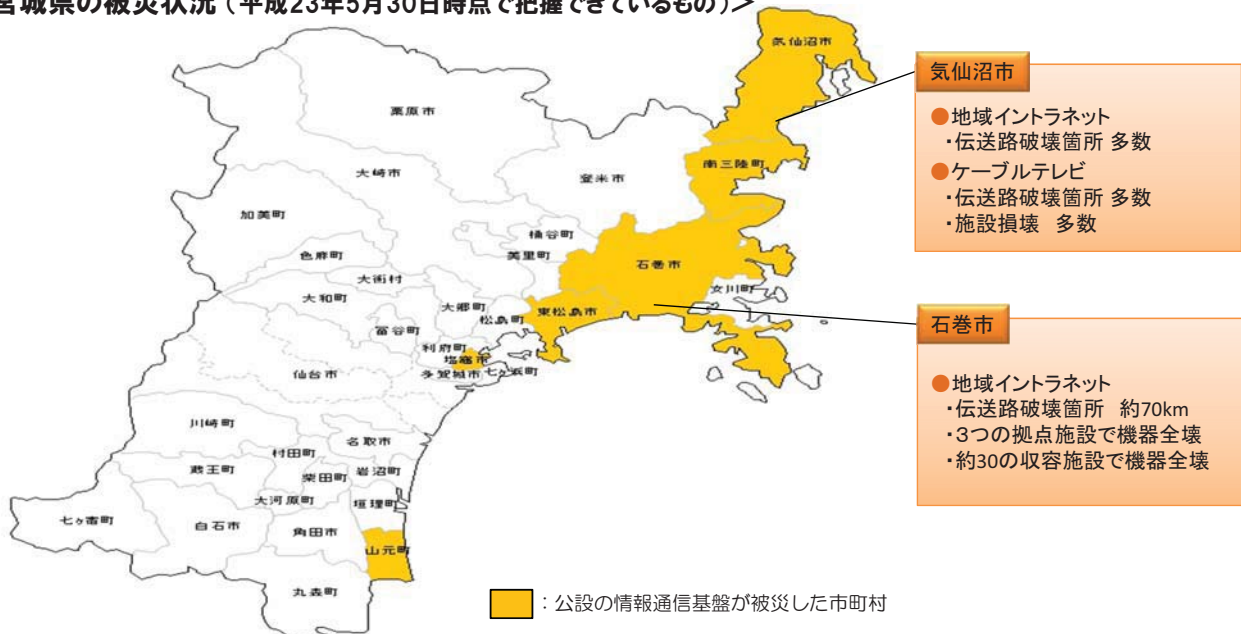 宮城県の被災状況（平成23年5月30日時点で把握できているもの）＞
気仙沼市
栗原市
南三陸町
大崎市
登米市
加美町
涌谷町
色麻町
美里町
石巻市
大衡村
女川町
大和町
大郷町
東松島市
松島町
富谷町
利府町
塩竈市
仙台市
多賀城市
七ヶ浜町
川崎町
名取市
村田町
蔵王町
柴田町
岩沼町
大河原町
亘理町
七ヶ宿町
白石市
角田市
山元町
丸森町
気仙沼市
●地域イントラネット
・伝送路破壊箇所 多数
●ケーブルテレビ
・伝送路破壊箇所 多数
・施設損壊 多数
石巻市
●地域イントラネット
・伝送路破壊箇所 約70km
・3つの拠点施設で機器全壊
・約30の収容施設で機器全壊
：公設の情報通信基盤が被災した市町村